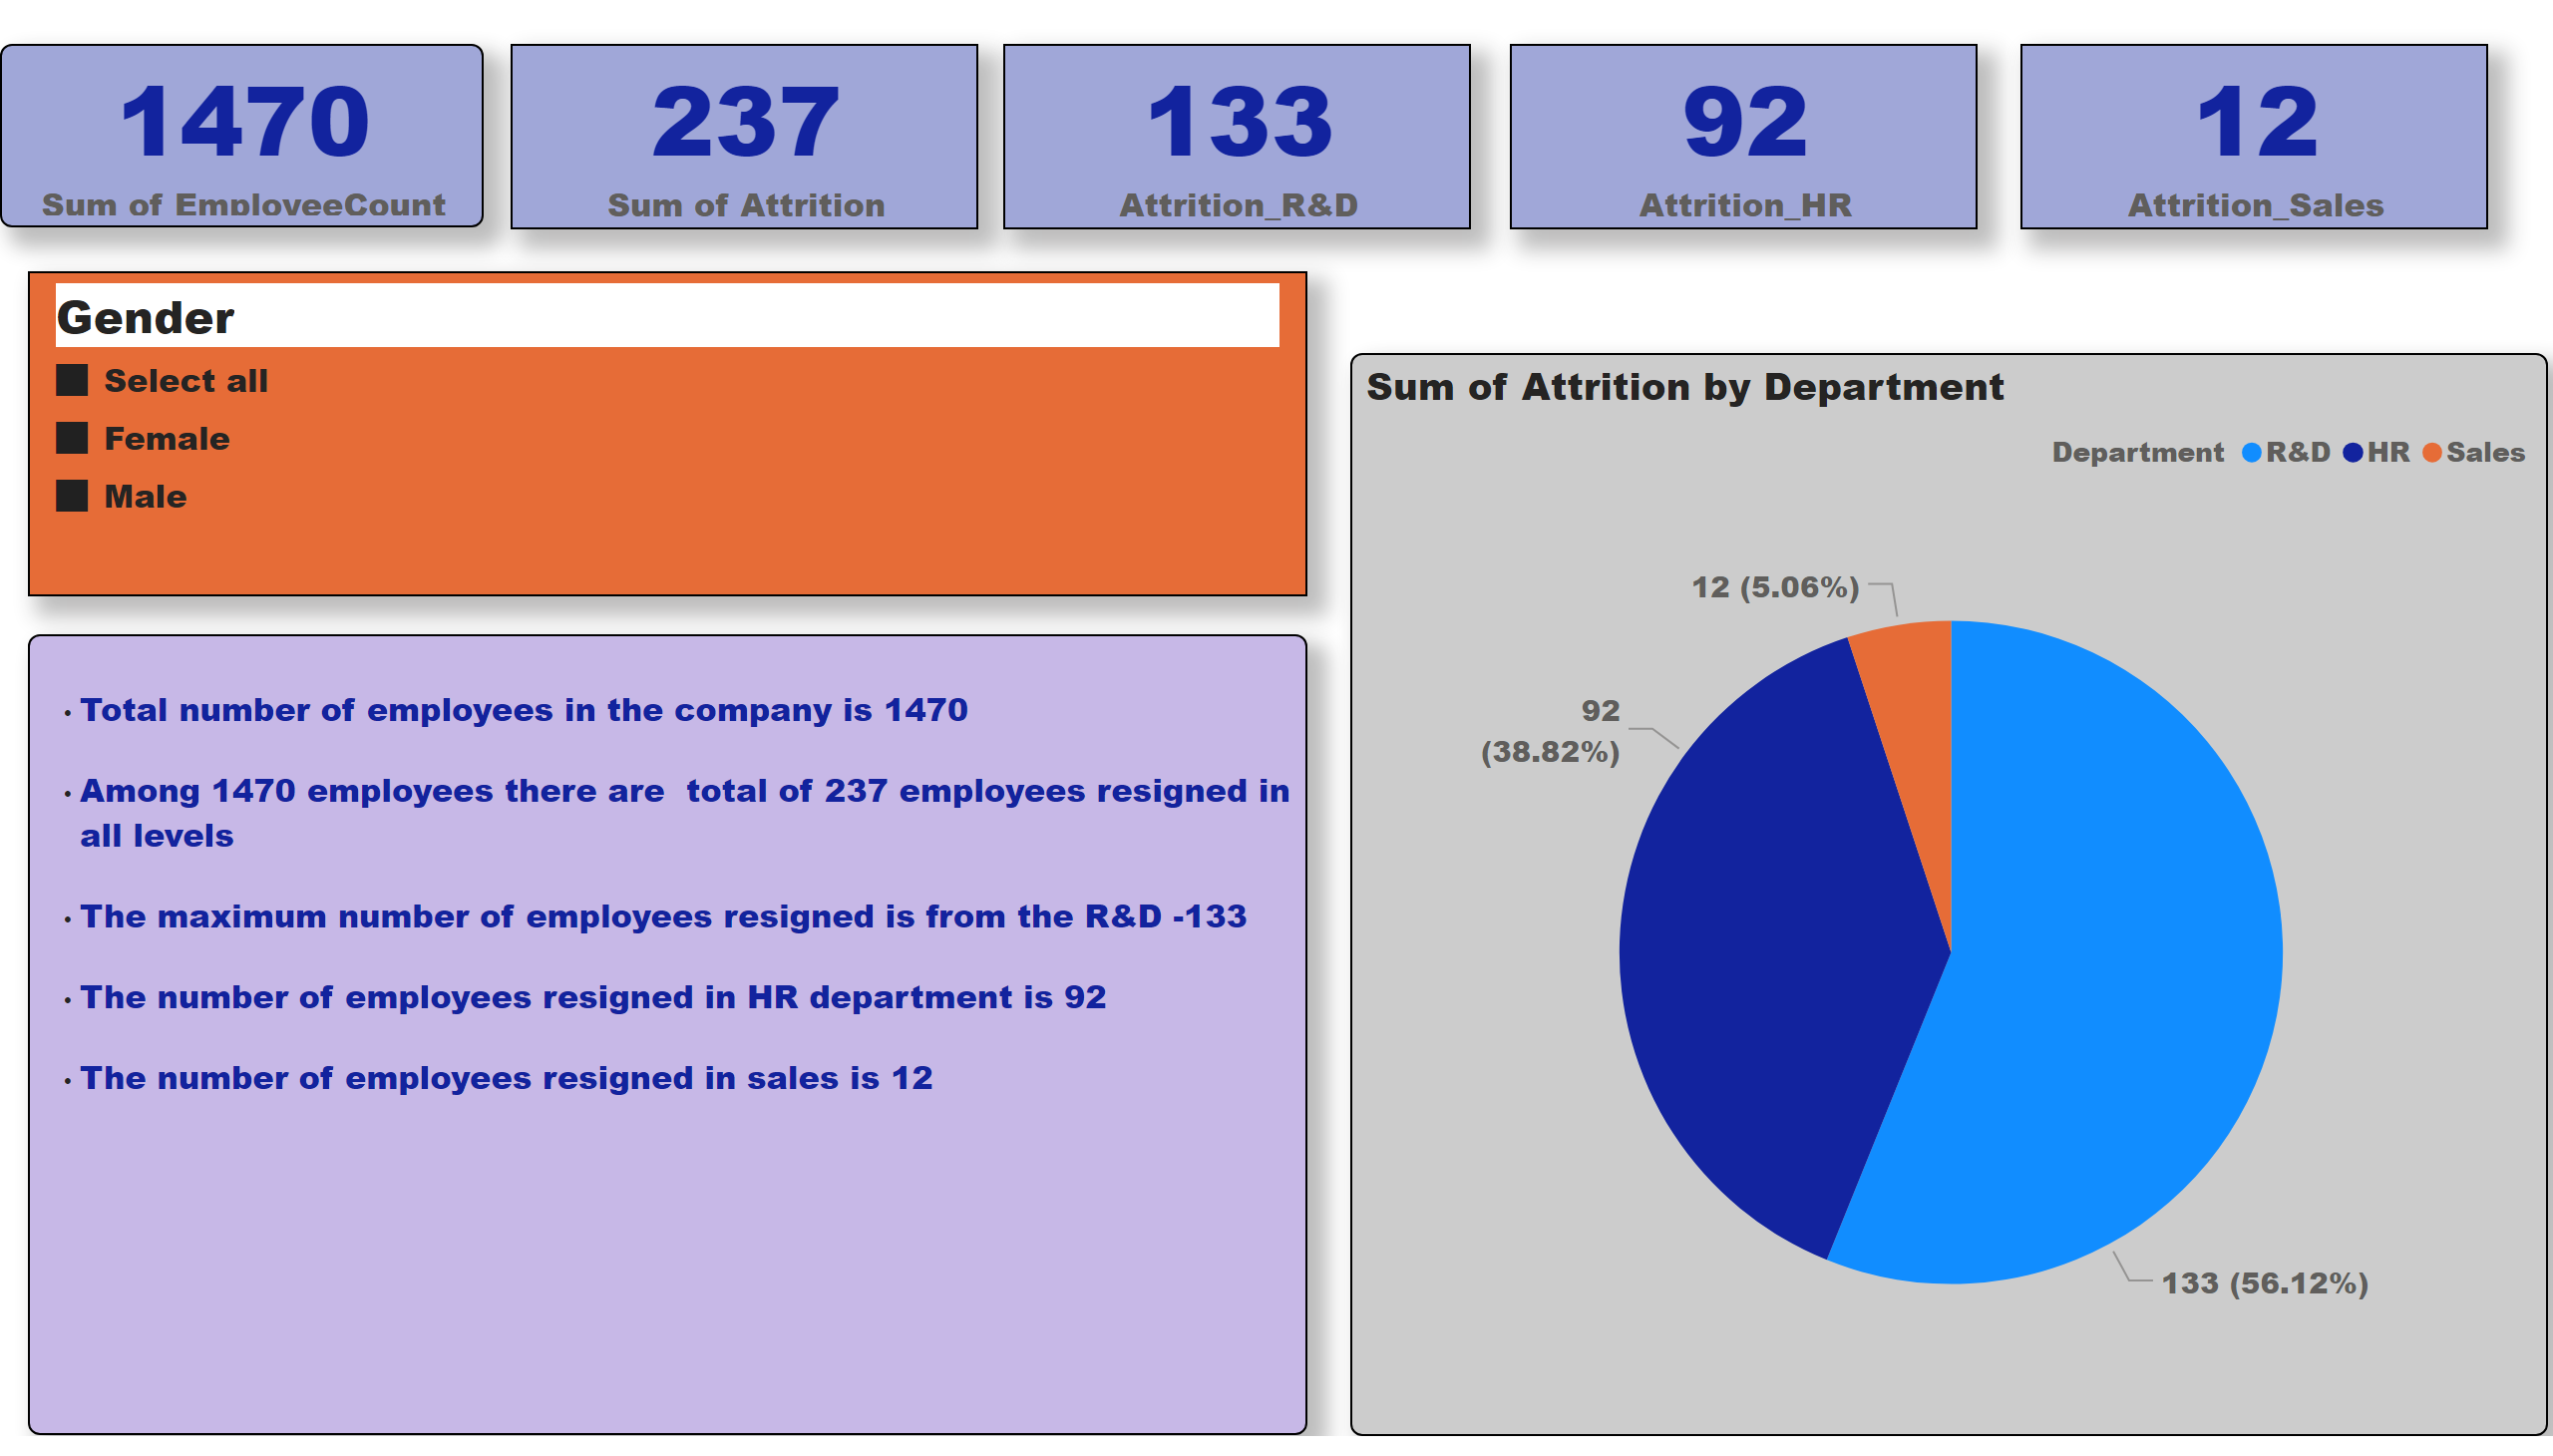 1470
Sum of EmployeeCount
237
Sum of Attrition
133
Attrition_R&D
92
Attrition_HR
12
Attrition_Sales
Gender
Select all
Female
Male
• Total number of employees in the company is 1470
• Among 1470 employees there are  total of 237 employees resigned in
all levels
• The maximum number of employees resigned is from the R&D -133
• The number of employees resigned in HR department is 92
• The number of employees resigned in sales is 12
Sum of Attrition by Department
Department R&D HR Sales
12 (5.06%)
92
(38.82%)
133 (56.12%)